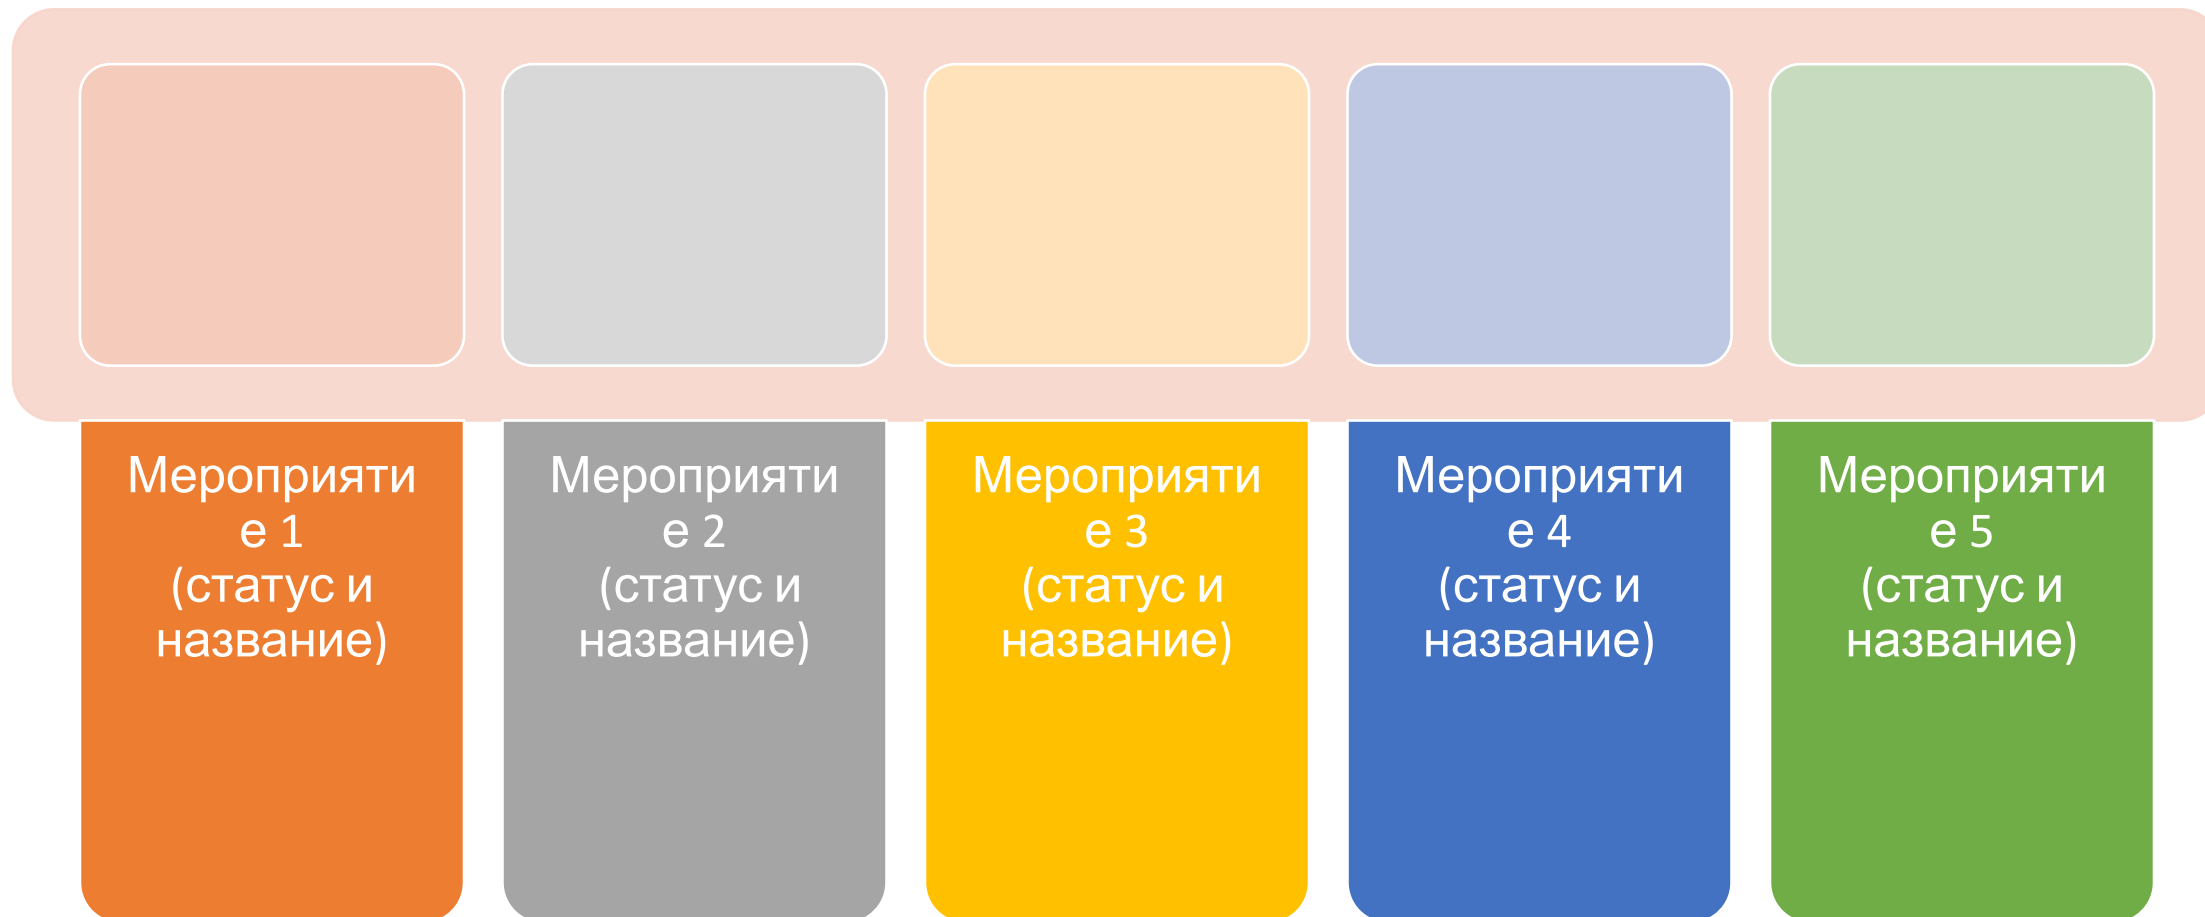 Мероприяти
е 1
(статус и
название)
Мероприяти
е 2
(статус и
название)
Мероприяти
е 3
(статус и
название)
Мероприяти
е 4
(статус и
название)
Мероприяти
е 5
(статус и
название)